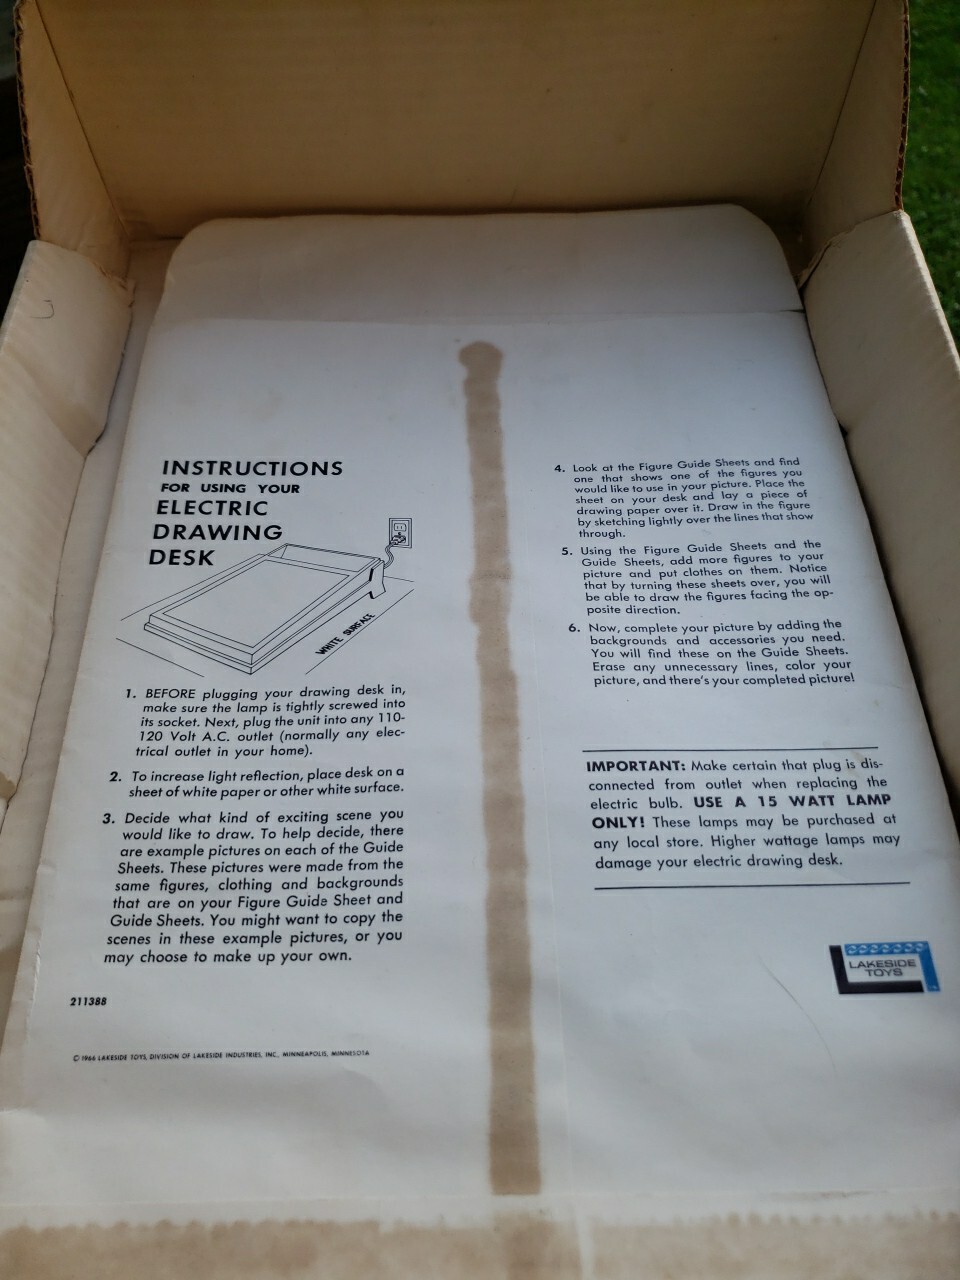 INSTRUCTIONS
FOR USING YOUR
ELECTRIC
DRAWING
DESK
WHITE SURFACE
1. BEFORE plugging your drawing desk in,
make sure the lamp is tightly screwed into
its socket. Next, plug the unit into any 110-
120 Volt A.C. outlet (normally any elec-
trical outlet in your home).
2. To increase light reflection, place desk on a
sheet of white paper or other white surface.
3. Decide what kind of exciting scene you
would like to draw. To help decide, there
are example pictures on each of the Guide
Sheets. These pictures were made from the
same figures, clothing and backgrounds
that are on your Figure Guide Sheet and
Guide Sheets. You might want to copy the
scenes in these example pictures, or you
may choose to make up your own.
211388
© 1966 LAKESIDE TOYS, DIVISION OF LAKESIDE INDUSTRIES, INC., MINNEAPOLIS, MINNESOTA
4. Look at the Figure Guide Sheets and find
one that shows one of the figures you
would like to use in your picture. Place the
sheet on your desk and lay a piece of
drawing paper over it. Draw in the figure
by sketching lightly over the lines that show
through.
5. Using the Figure Guide Sheets and the
Guide Sheets, add more figures to your
picture and put clothes on them. Notice
that by turning these sheets over, you will
be able to draw the figures facing the op-
posite direction.
6. Now, complete your picture by adding the
backgrounds and accessories you need.
You will find these on the Guide Sheets.
Erase any unnecessary lines, color your
picture, and there's your completed picture!
IMPORTANT: Make certain that plug is dis-
connected from outlet when replacing the
electric bulb. USE A 15 WATT LAMP
ONLY! These lamps may be purchased at
any local store. Higher wattage lamps may
damage your electric drawing desk.
LAKESIDE
TOYS